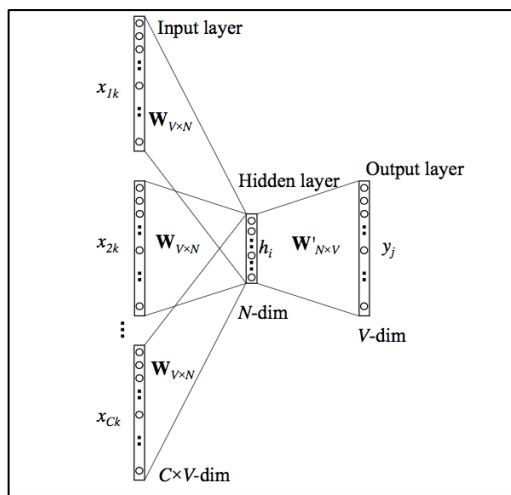 Input layer
x1k
WV×N
Hidden layer
Output layer
x2k
WV×N
hi
W'N×V
yj
N-dim
V-dim
WV×N
xCk
C×V-dim